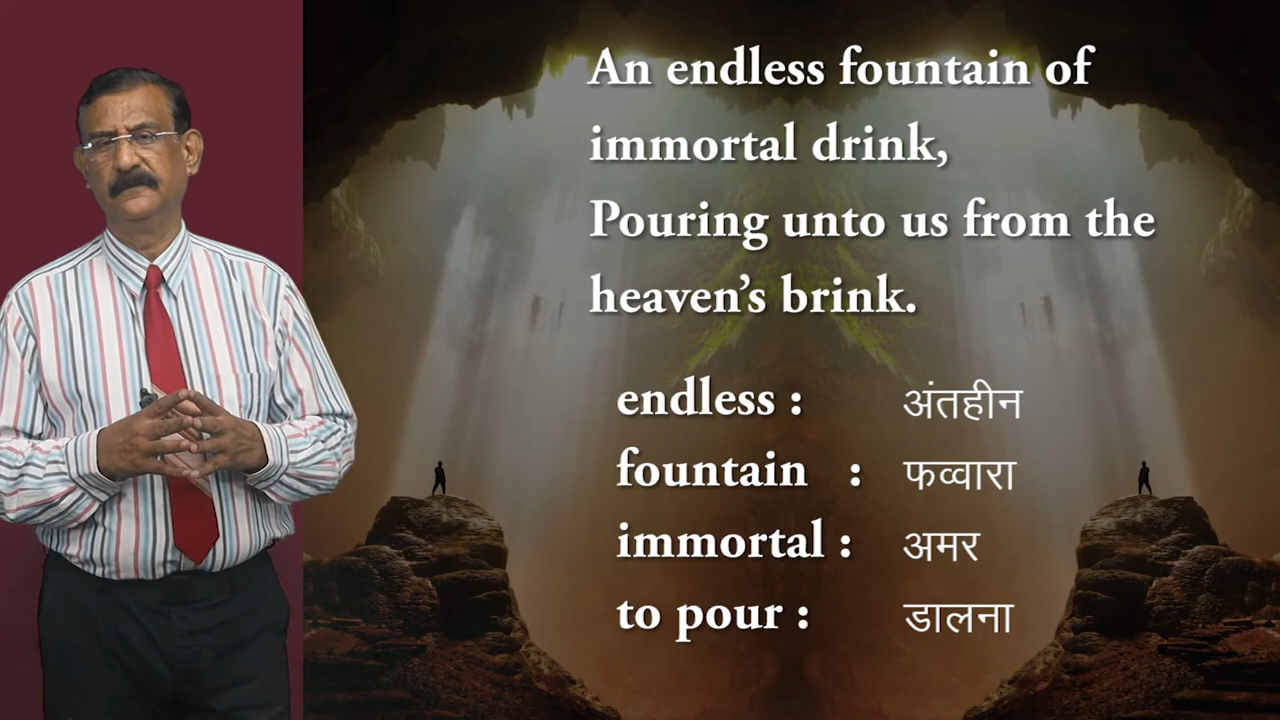 An endless fountain of
immortal drink,
Pouring unto us from the
heaven’s brink.
endless : अंतहीन
fountain : फव्वारा
immortal : अमर
to pour : डालना